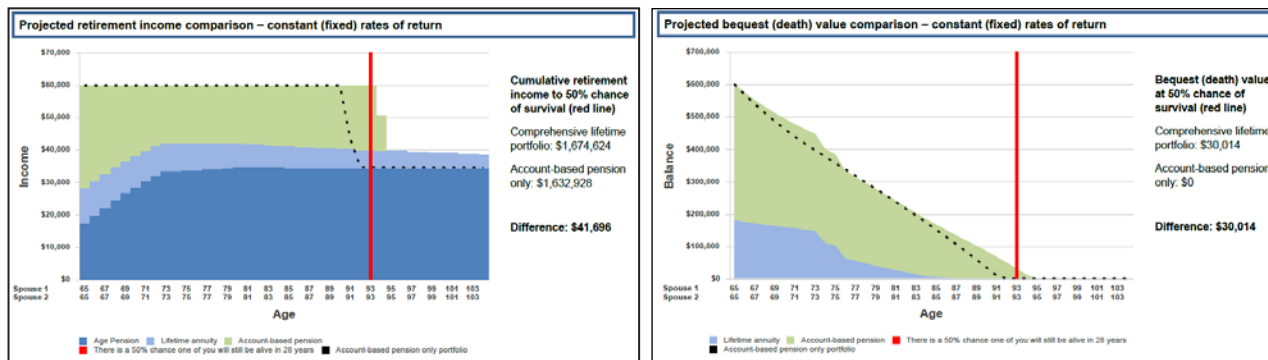 Projected retirement income comparison – constant (fixed) rates of return
$70,000
$60,000
$50,000
$40,000
$30,000
$20,000
$10,000
$0
Income
Spouse 1 65 67 69 71 73 75 77 79 81 83 85 87 89 91 93 95 97 99 101 103
Spouse 2 65 67 69 71 73 75 77 79 81 83 85 87 89 91 93 95 97 99 101 103
Age
Age Pension Lifetime annuity Account-based pension
There is a 50% chance one of you will still be alive in 28 years Account-based pension only portfolio
Cumulative retirement
income to 50% chance
of survival (red line)
Comprehensive lifetime
portfolio: $1,674,624
Account-based pension
only: $1,632,928
Difference: $41,696
Projected bequest (death) value comparison – constant (fixed) rates of return
$700,000
$600,000
$500,000
$400,000
$300,000
$200,000
$100,000
$0
Balance
Spouse 1 65 67 69 71 73 75 77 79 81 83 85 87 89 91 93 95 97 99 101 103
Spouse 2 65 67 69 71 73 75 77 79 81 83 85 87 89 91 93 95 97 99 101 103
Age
Lifetime annuity Account-based pension There is a 50% chance one of you will still be alive in 28 years
Account-based pension only portfolio
Bequest (death) value
at 50% chance of
survival (red line)
Comprehensive lifetime
portfolio: $30,014
Account-based pension
only: $0
Difference: $30,014